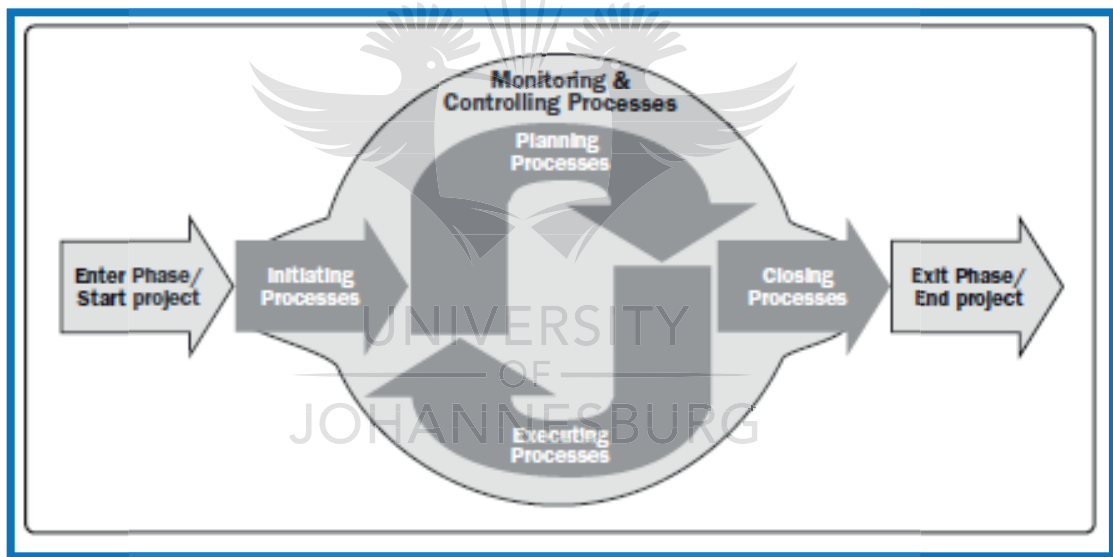 Monitoring &
Controlling Processes
Planning
Processes
Enter Phase/
Start project
Initiating
Processes
Closing
Processes
Exit Phase/
End project
UNIVERSITY
OF
JOHANNESBURG
Executing
Processes